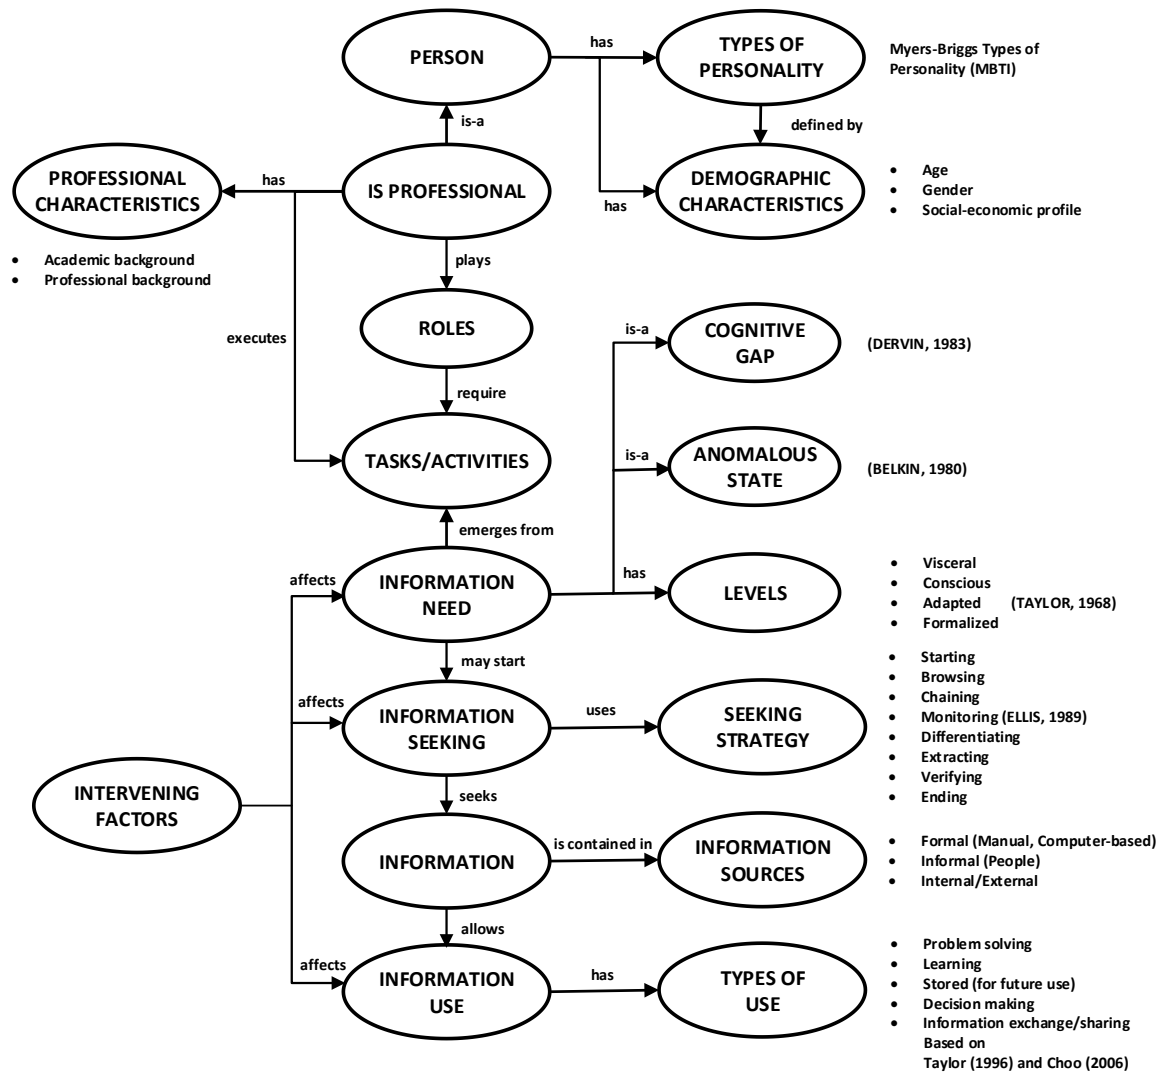 PERSON
has
TYPES OF
PERSONALITY
Myers-Briggs Types of
Personality (MBTI)
is-a
defined by
PROFESSIONAL
CHARACTERISTICS
has
IS PROFESSIONAL
has
DEMOGRAPHIC
CHARACTERISTICS
• Age
• Gender
• Social-economic profile
• Academic background
• Professional background
plays
ROLES
executes
require
is-a
COGNITIVE
GAP
(DERVIN, 1983)
TASKS/ACTIVITIES
is-a
ANOMALOUS
STATE
(BELKIN, 1980)
emerges from
affects
INFORMATION
NEED
has
LEVELS
• Visceral
• Conscious
• Adapted (TAYLOR, 1968)
• Formalized
may start
affects
INFORMATION
SEEKING
uses
SEEKING
STRATEGY
• Starting
• Browsing
• Chaining
• Monitoring (ELLIS, 1989)
• Differentiating
• Extracting
• Verifying
• Ending
INTERVENING
FACTORS
seeks
INFORMATION
is contained in
INFORMATION
SOURCES
• Formal (Manual, Computer-based)
• Informal (People)
• Internal/External
allows
affects
INFORMATION
USE
has
TYPES OF
USE
• Problem solving
• Learning
• Stored (for future use)
• Decision making
• Information exchange/sharing
Based on
Taylor (1996) and Choo (2006)